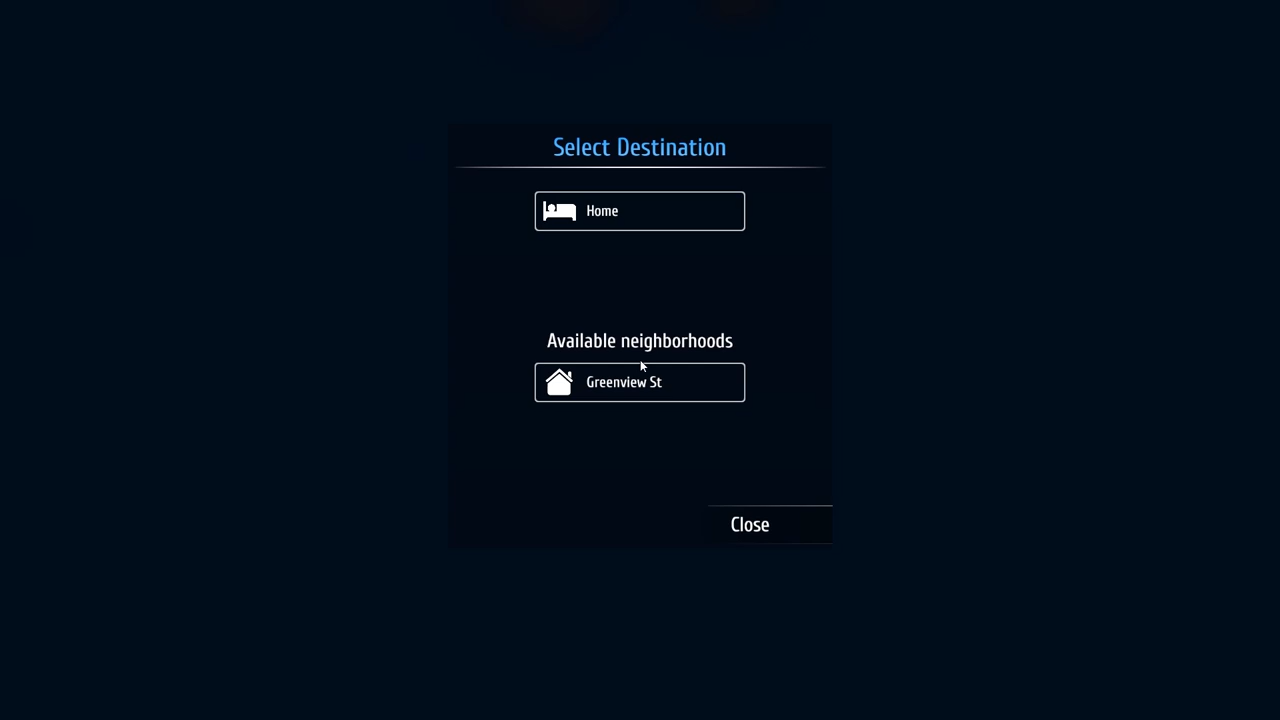 Select Destination
Home
Available neighborhoods
Greenview St
Close